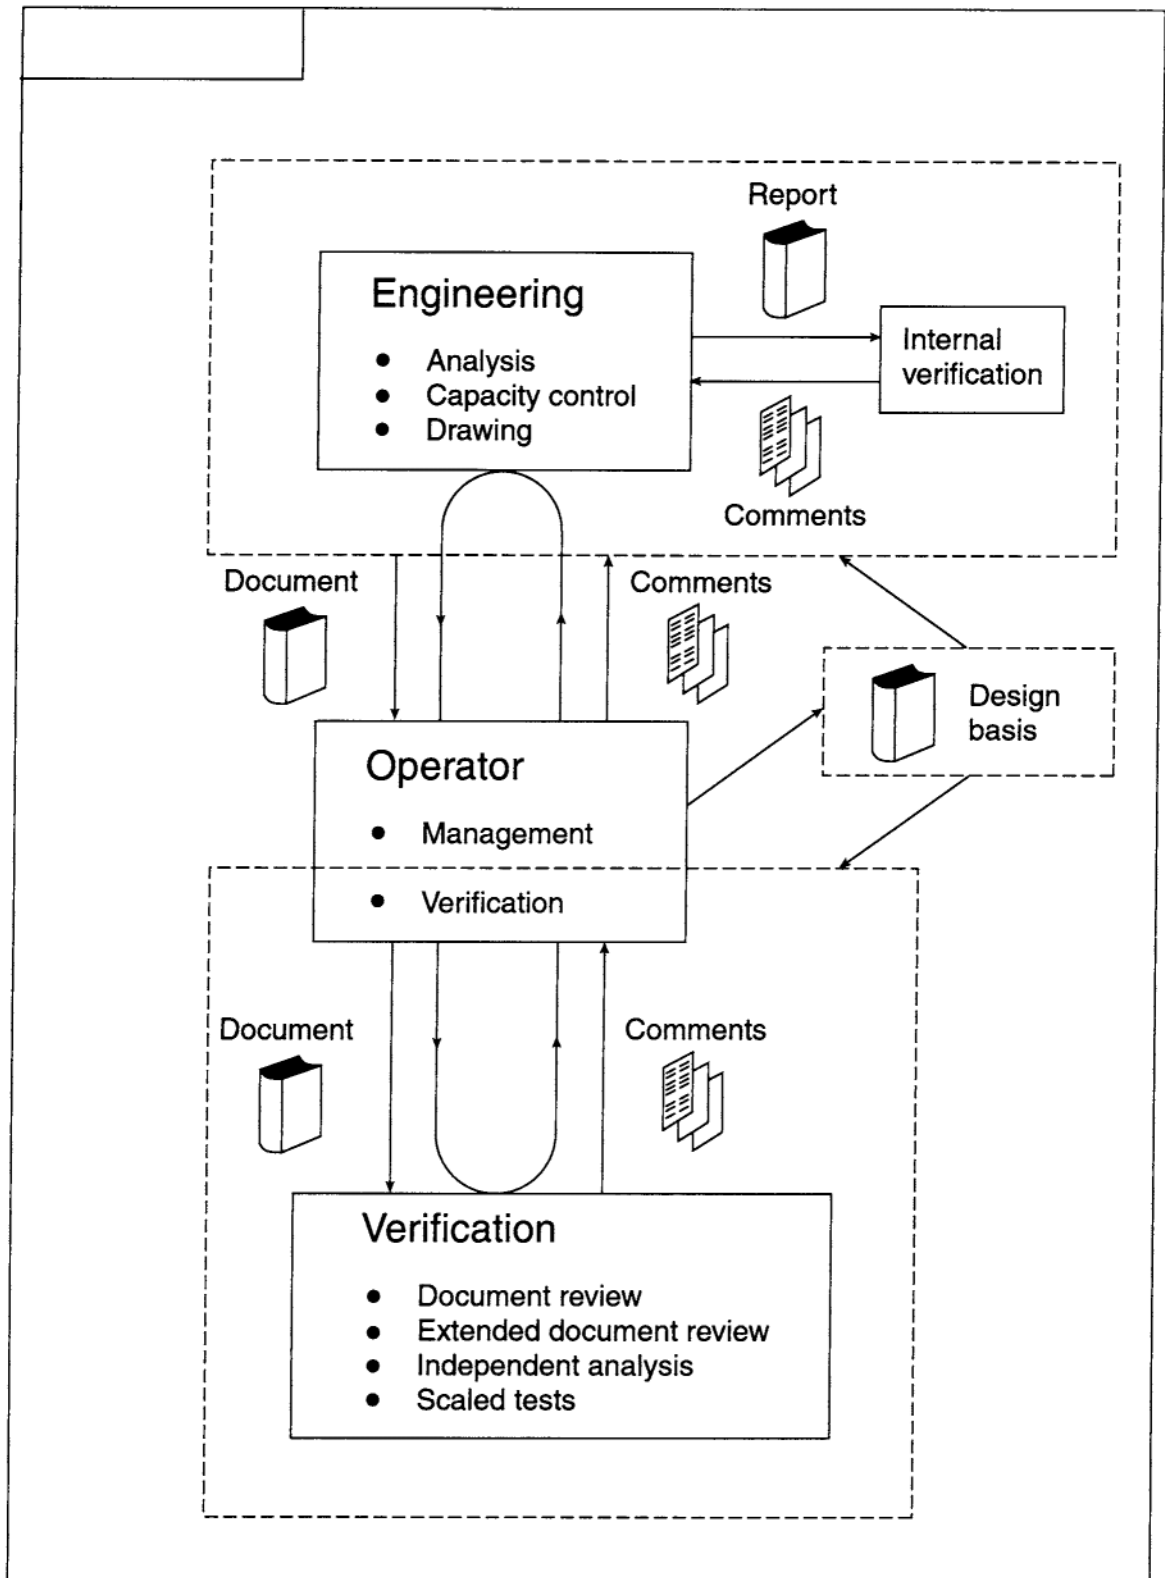 Report
Engineering
• Analysis
• Capacity control
• Drawing
Internal
verification
Comments
Document
Comments
Design
basis
Operator
• Management
• Verification
Document
Comments
Verification
• Document review
• Extended document review
• Independent analysis
• Scaled tests